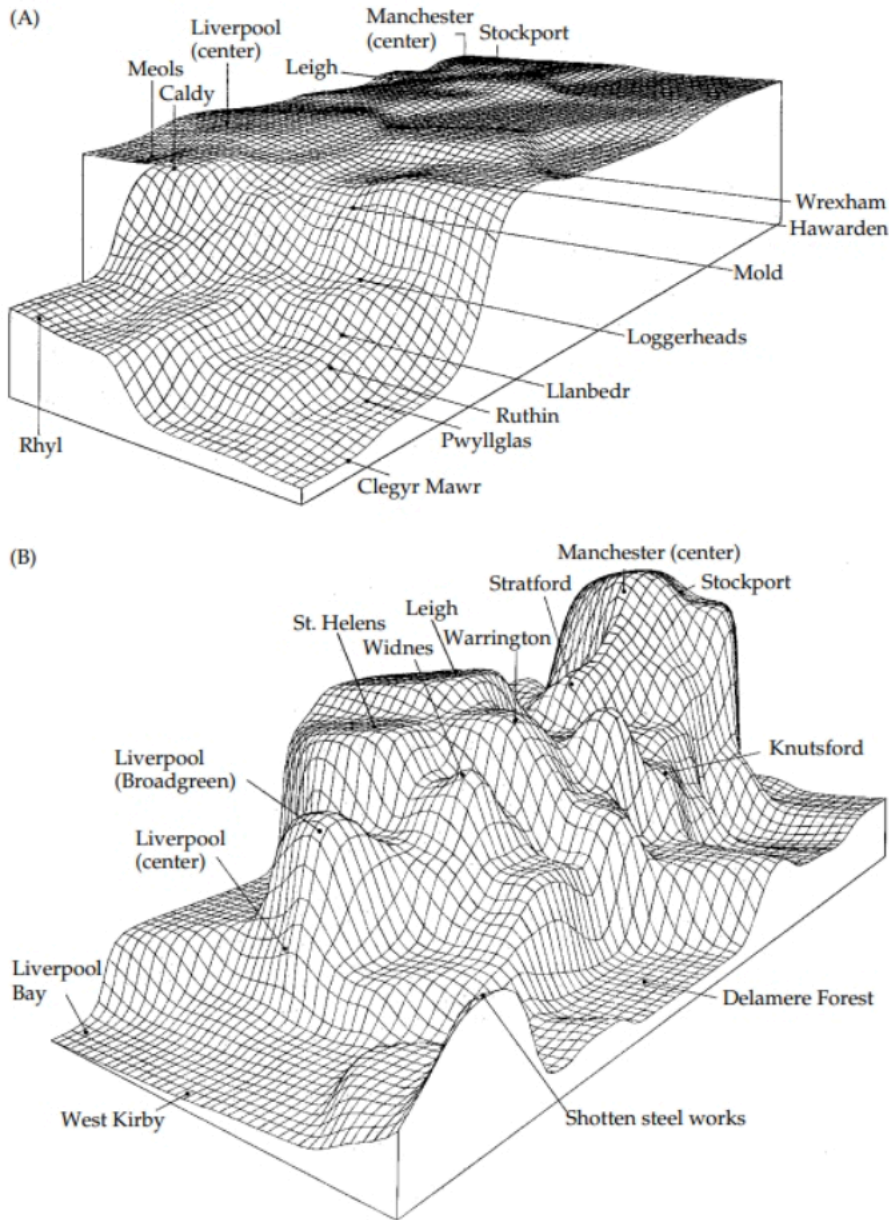 (A)
Manchester
(center)
Stockport
Liverpool
(center)
Leigh
Meols
Caldy
Wrexham
Hawarden
Mold
Loggerheads
Llanbedr
Ruthin
Pwyllglas
Rhyl
Clegyr Mawr
(B)
Manchester (center)
Stratford
Stockport
Leigh
St. Helens
Widnes
Warrington
Liverpool
(Broadgreen)
Knutsford
Liverpool
(center)
Liverpool
Bay
Delamere Forest
West Kirby
Shotten steel works